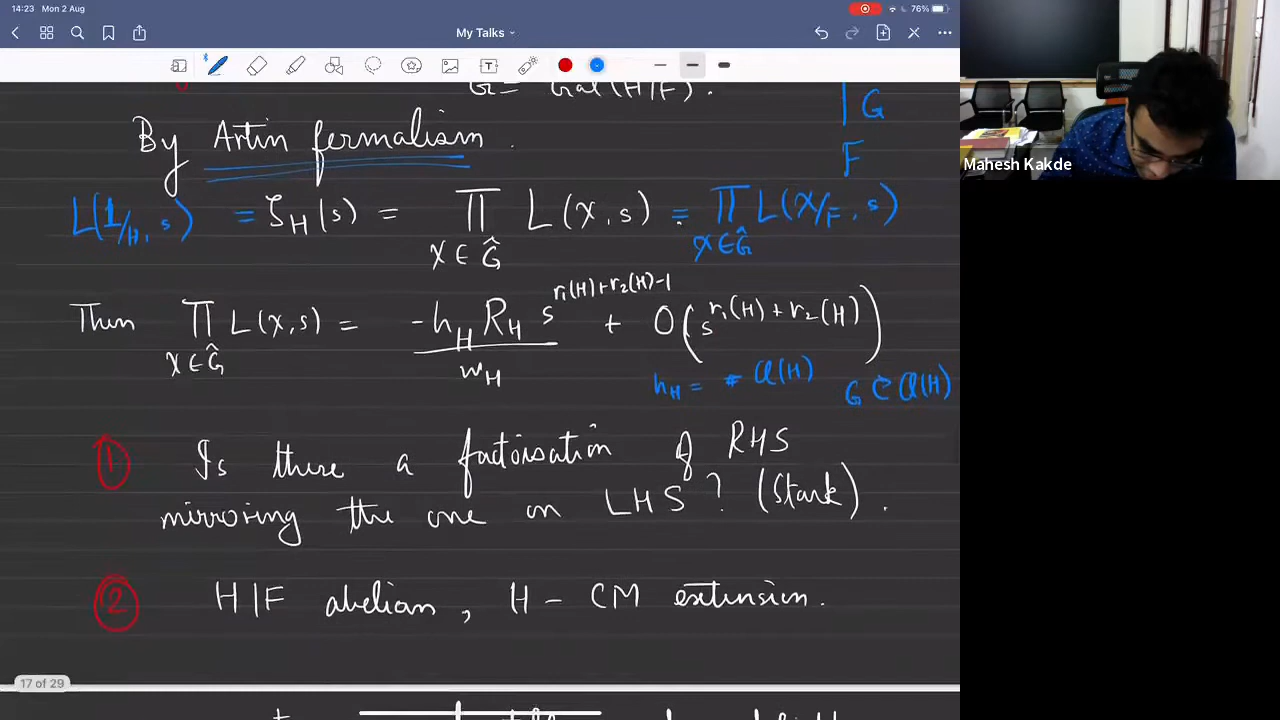 14:23 Mon 2 Aug
76%
My Talks
G = Gal(H/F).
| G
F
By Artin formalism.
L(1/H, s) = ζ_H(s) = ∏_{χ∈Ĝ} L(χ, s) = ∏_{χ∈Ĝ} L(χ/F, s)
Then ∏_{χ∈Ĝ} L(χ,s) = -h_H R_H s^{r_1(H)+r_2(H)-1} / w_H + O(s^{r_1(H)+r_2(H)})
h_H = # Cl(H) G C Cl(H)
① Is there a factorisation of RHS
mirroring the one on LHS? (Stark).
② H/F abelian, H - CM extension.
17 of 29
Mahesh Kakde